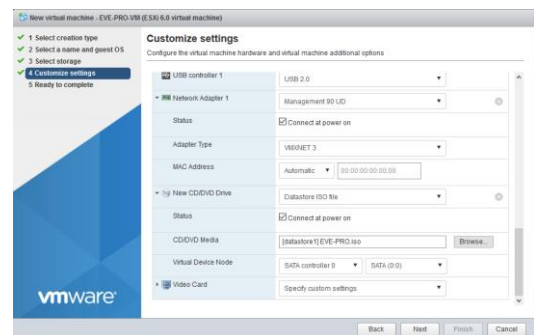 New virtual machine - EVE-PRO-VM (ESXi 6.0 virtual machine)
1 Select creation type
2 Select a name and guest OS
3 Select storage
4 Customize settings
5 Ready to complete
Customize settings
Configure the virtual machine hardware and virtual machine additional options
USB controller 1 USB 2.0
Network Adapter 1 Management 90 UD
Status Connect at power on
Adapter Type VMXNET 3
MAC Address Automatic 00:00:00:00:00:00
New CD/DVD Drive Datastore ISO file
Status Connect at power on
CD/DVD Media [datastore1] EVE-PRO.iso Browse...
Virtual Device Node SATA controller 0 SATA (0:0)
Video Card Specify custom settings
vmware
Back Next Finish Cancel